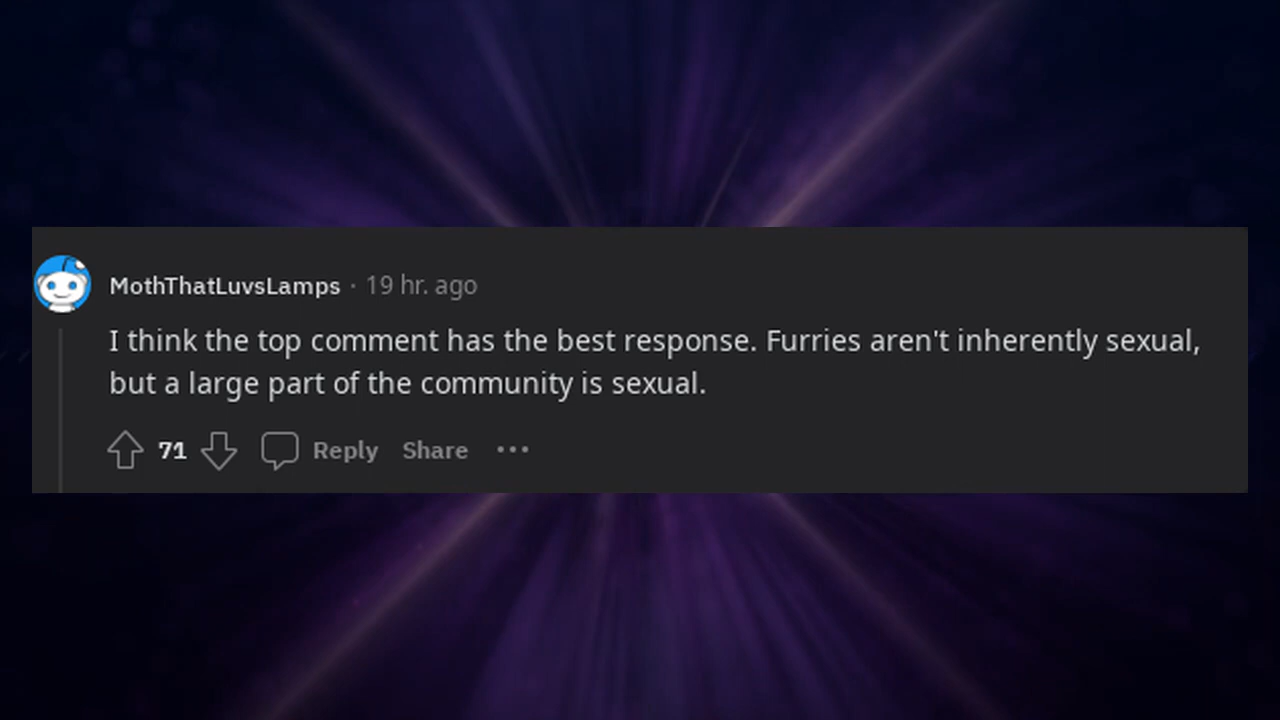 MothThatLuvsLamps · 19 hr. ago
I think the top comment has the best response. Furries aren't inherently sexual,
but a large part of the community is sexual.
71 Reply Share •••